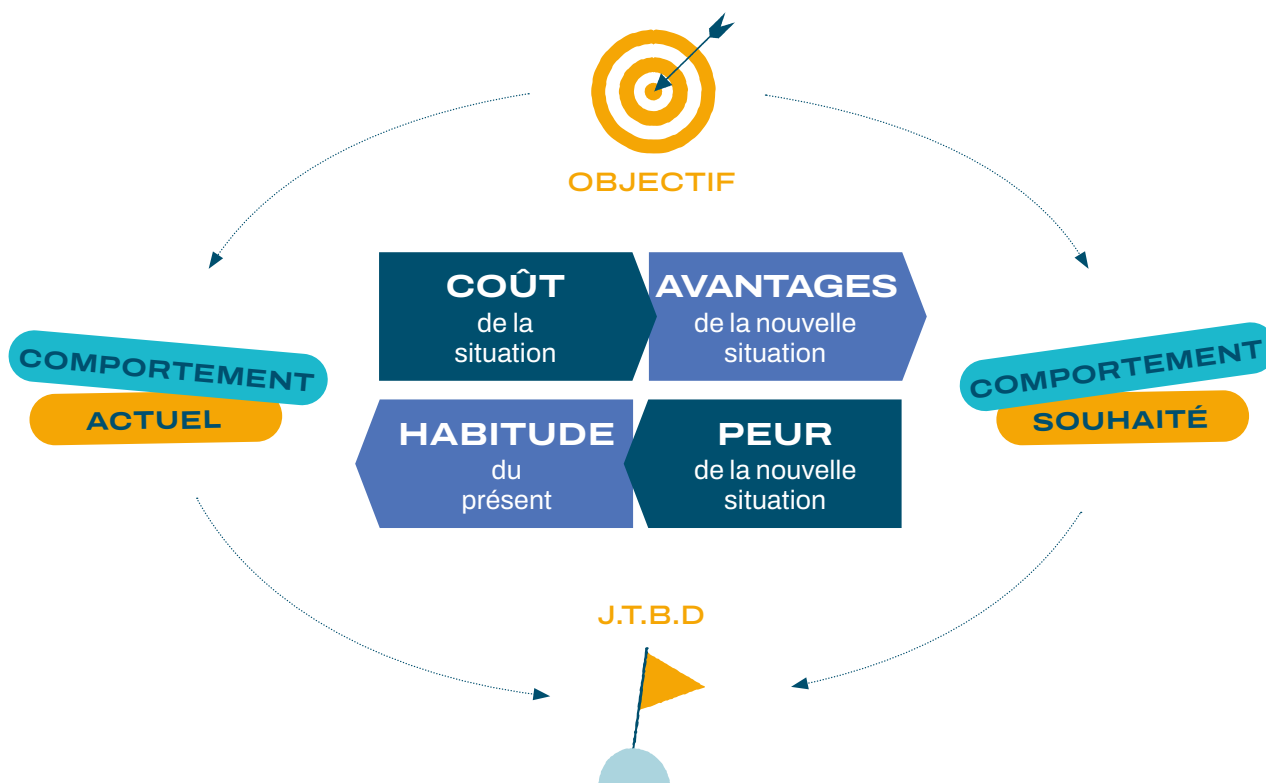 OBJECTIF
COÛT
de la
situation
AVANTAGES
de la nouvelle
situation
COMPORTEMENT
ACTUEL
COMPORTEMENT
SOUHAITÉ
HABITUDE
du
présent
PEUR
de la nouvelle
situation
J.T.B.D